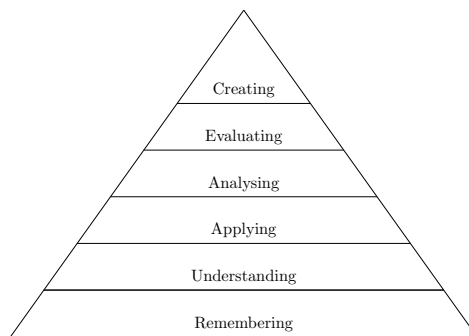 Creating
Evaluating
Analysing
Applying
Understanding
Remembering